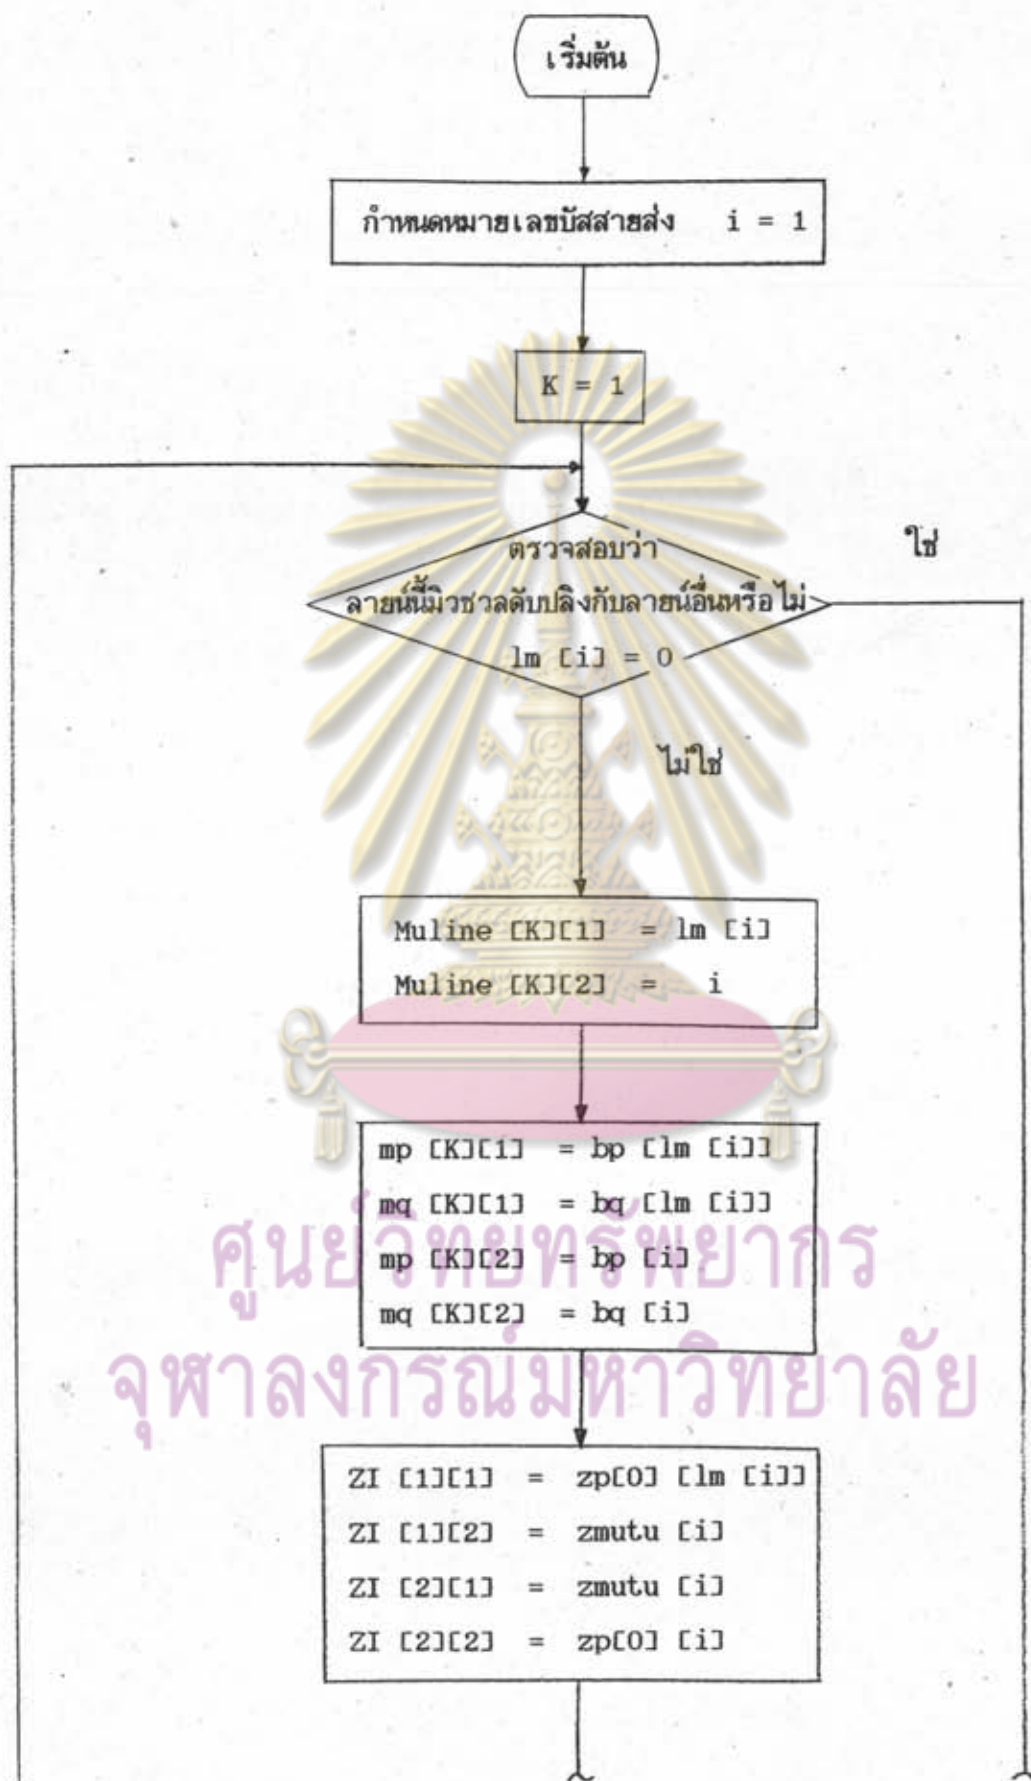 เริ่มต้น
กำหนดหมายเลขบัสสายส่ง i = 1
K = 1
ตรวจสอบว่า
ใช่
ลายน์นี้มิวชวลคับปลิงกับลายน์อื่นหรือไม่
lm [i] = 0
ไม่ใช่
Muline [K][1] = lm [i]
Muline [K][2] = i
mp [K][1] = bp [lm [i]]
mq [K][1] = bq [lm [i]]
mp [K][2] = bp [i]
mq [K][2] = bq [i]
ศูนย์วิทยทรัพยากร
จุฬาลงกรณ์มหาวิทยาลัย
ZI [1][1] = zp[0] [lm [i]]
ZI [1][2] = zmutu [i]
ZI [2][1] = zmutu [i]
ZI [2][2] = zp[0] [i]